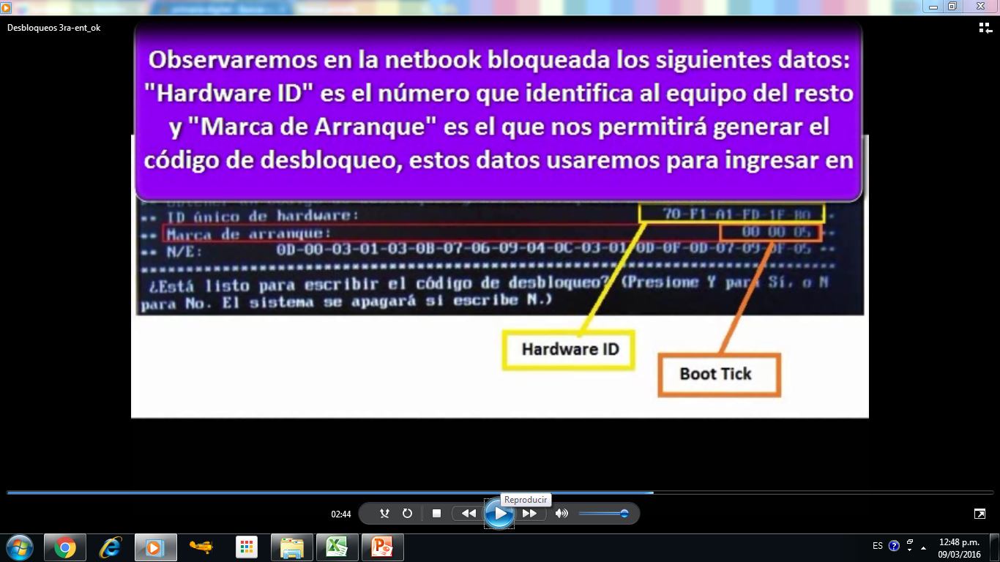 Desbloqueos 3ra-ent_ok
Observaremos en la netbook bloqueada los siguientes datos:
"Hardware ID" es el número que identifica al equipo del resto
y "Marca de Arranque" es el que nos permitirá generar el
código de desbloqueo, estos datos usaremos para ingresar en
-- ID único de hardware: 70-F1-A1-FD-1F-B0 --
-- Marca de arranque: 00 00 05 --
-- N/E: 0D-00-03-01-03-0B-07-06-09-04-0C-03-01-0D-0F-0D-07-09-0F-05 --
¿Está listo para escribir el código de desbloqueo? (Presione Y para Sí, o N
para No. El sistema se apagará si escribe N.)
Hardware ID
Boot Tick
Reproducir
02:44
ES
12:48 p.m.
09/03/2016